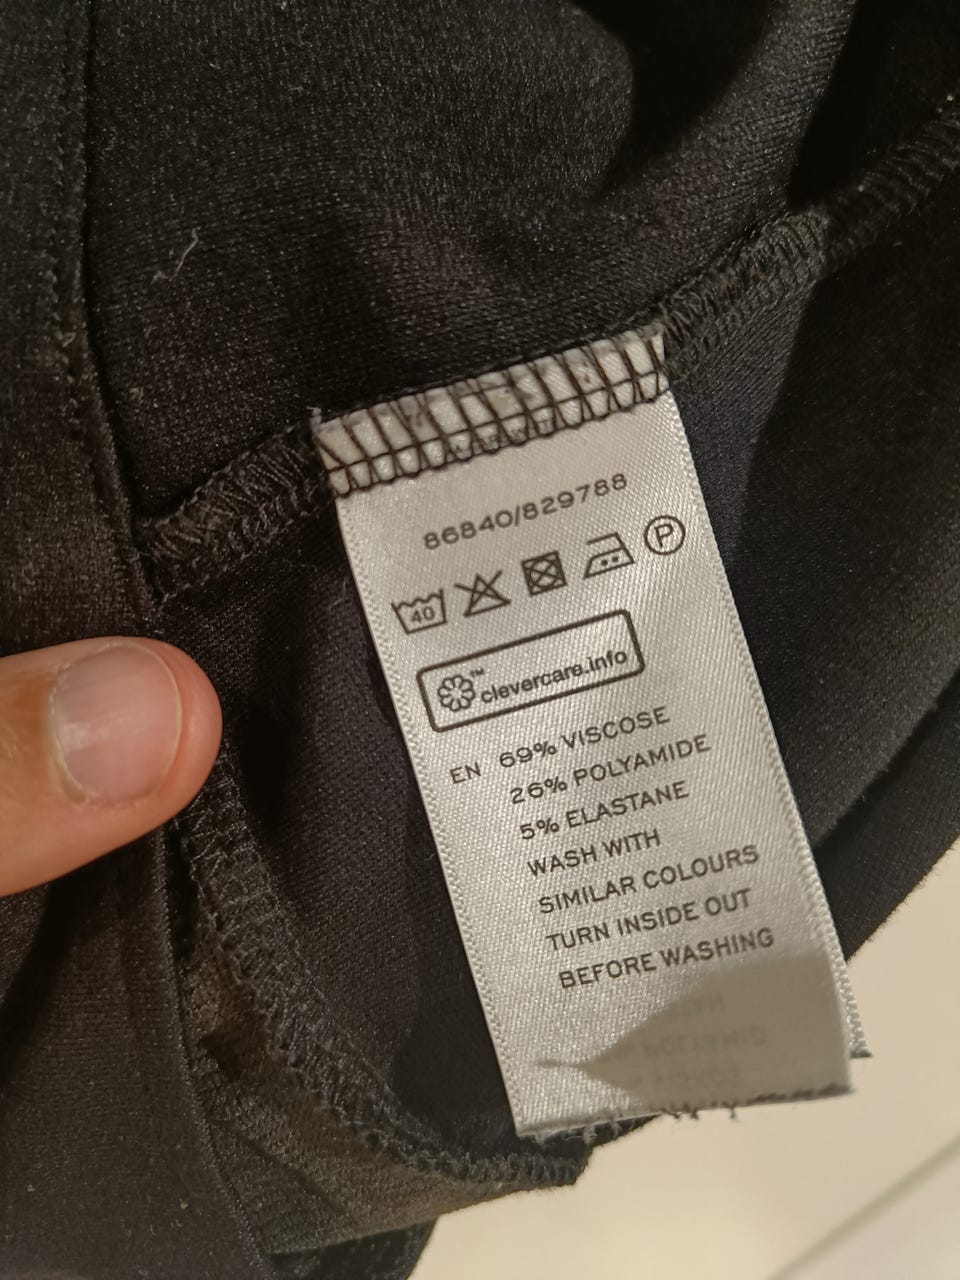 86840/829788
40 P
™ clevercare.info
EN 69% VISCOSE
26% POLYAMIDE
5% ELASTANE
WASH WITH
SIMILAR COLOURS
TURN INSIDE OUT
BEFORE WASHING